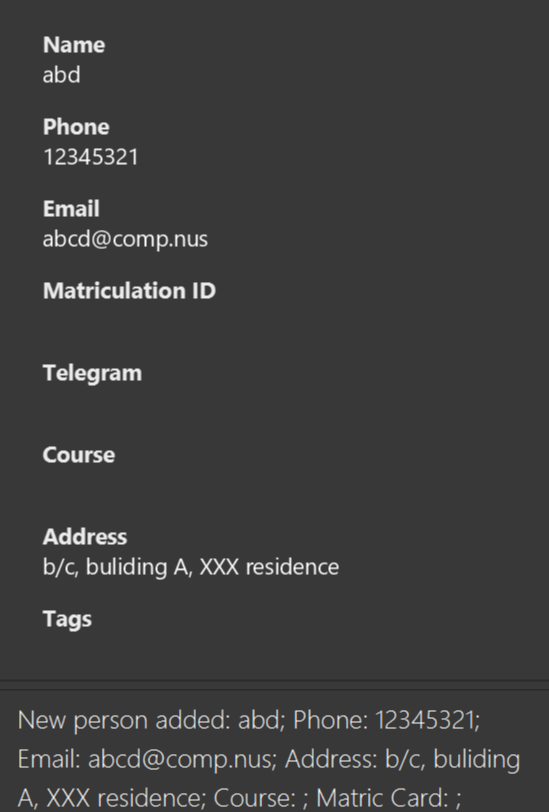 Name
abd
Phone
12345321
Email
abcd@comp.nus
Matriculation ID
Telegram
Course
Address
b/c, buliding A, XXX residence
Tags
New person added: abd; Phone: 12345321;
Email: abcd@comp.nus; Address: b/c, buliding
A, XXX residence; Course: ; Matric Card: ;